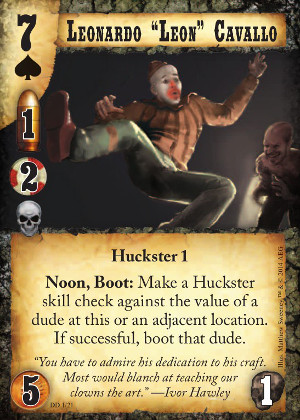 7
LEONARDO "LEON" CAVALLO
1
2
Huckster 1
Noon, Boot: Make a Huckster
skill check against the value of a
dude at this or an adjacent location.
If successful, boot that dude.
"You have to admire his dedication to his craft.
Most would blanch at teaching our
clowns the art." —Ivor Hawley
5
1